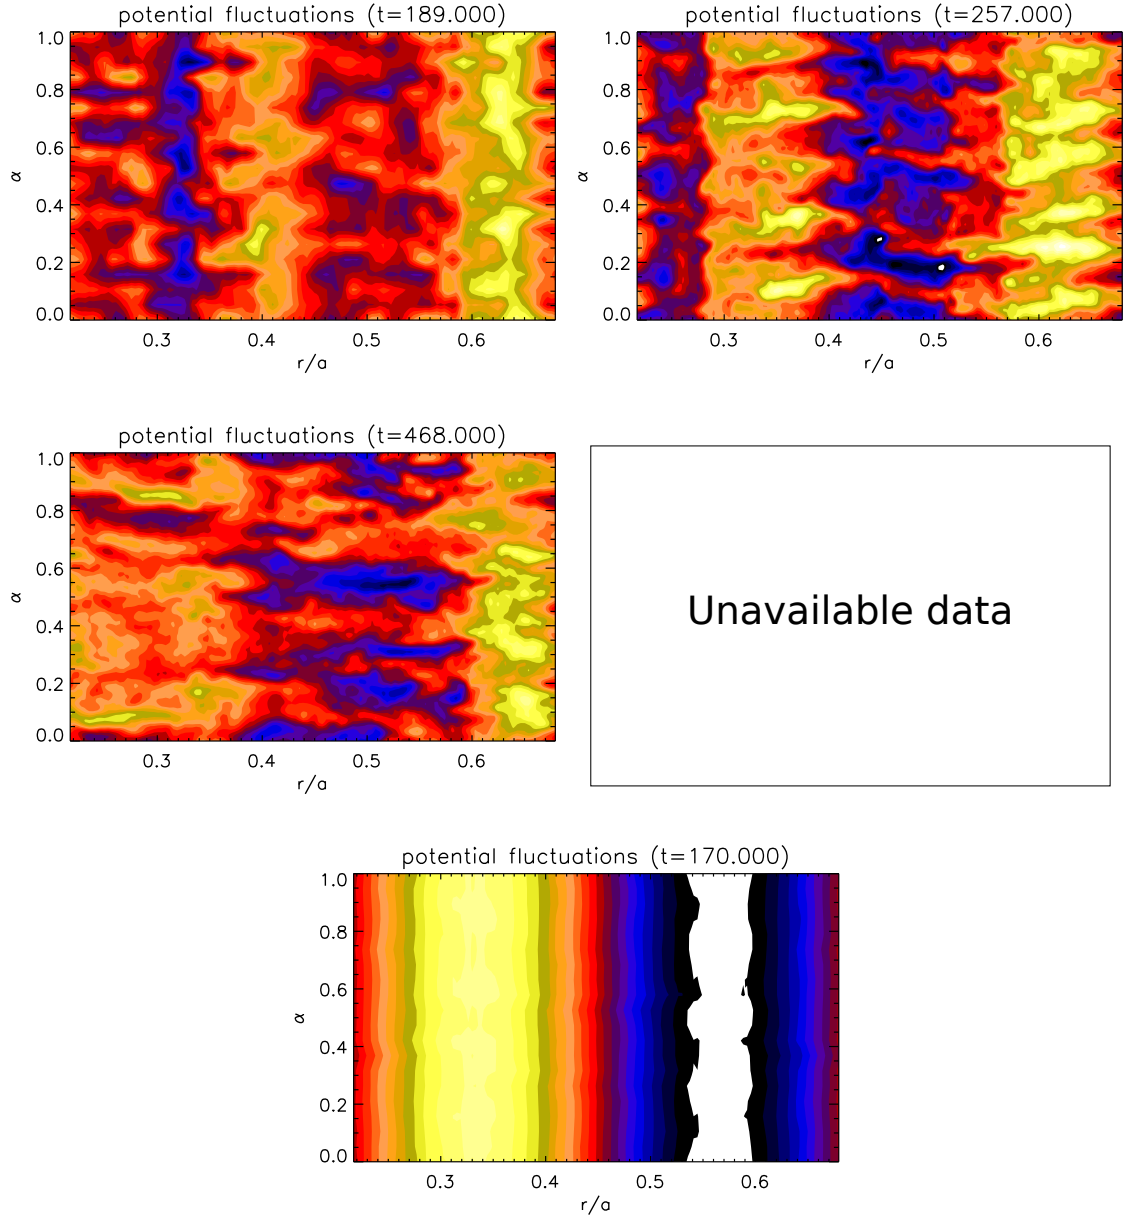 potential fluctuations (t=189.000)
1.0
0.8
0.6
0.4
0.2
0.0
α
0.3 0.4 0.5 0.6
r/a
potential fluctuations (t=257.000)
1.0
0.8
0.6
0.4
0.2
0.0
α
0.3 0.4 0.5 0.6
r/a
potential fluctuations (t=468.000)
1.0
0.8
0.6
0.4
0.2
0.0
α
0.3 0.4 0.5 0.6
r/a
Unavailable data
potential fluctuations (t=170.000)
1.0
0.8
0.6
0.4
0.2
0.0
α
0.3 0.4 0.5 0.6
r/a